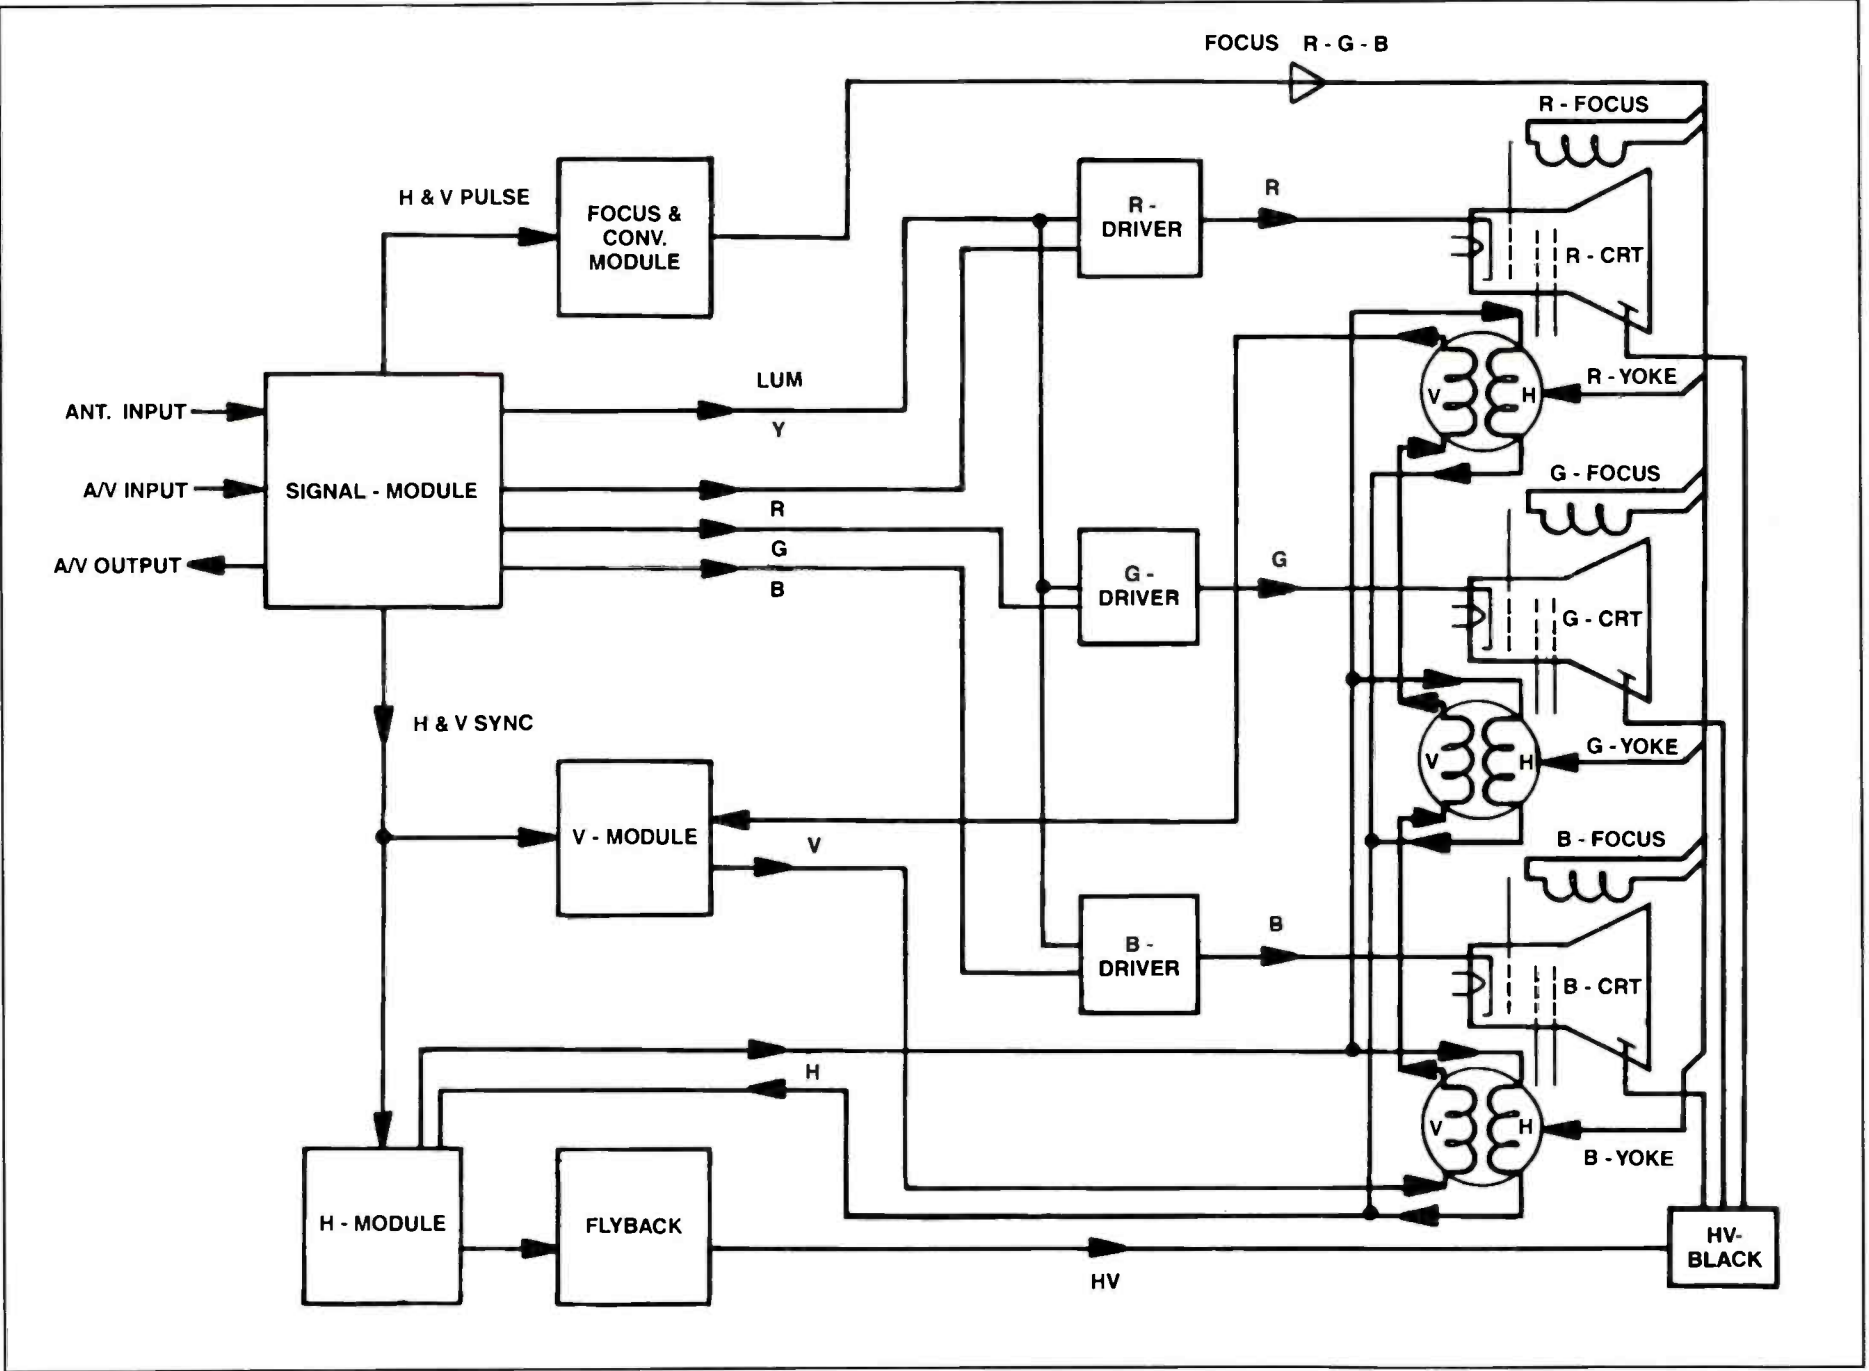 FOCUS R - G - B
R - FOCUS
H & V PULSE
FOCUS &
CONV.
MODULE
R -
DRIVER
R
R - CRT
LUM
Y
ANT. INPUT
A/V INPUT
A/V OUTPUT
SIGNAL - MODULE
R
G
B
V
H
R - YOKE
G - FOCUS
G -
DRIVER
G
G - CRT
H & V SYNC
V - MODULE
V
V
H
G - YOKE
B - FOCUS
B -
DRIVER
B
B - CRT
H
V
H
B - YOKE
H - MODULE
FLYBACK
HV
HV-
BLACK